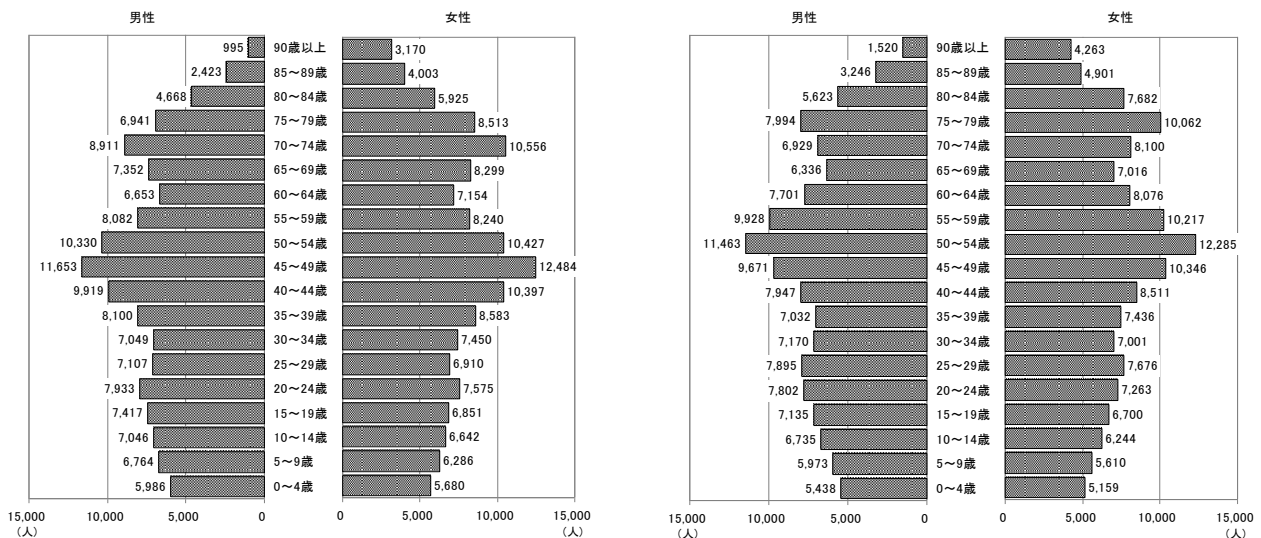 男性 女性
995 90歳以上 3,170
2,423 85～89歳 4,003
4,668 80～84歳 5,925
6,941 75～79歳 8,513
8,911 70～74歳 10,556
7,352 65～69歳 8,299
6,653 60～64歳 7,154
8,082 55～59歳 8,240
10,330 50～54歳 10,427
11,653 45～49歳 12,484
9,919 40～44歳 10,397
8,100 35～39歳 8,583
7,049 30～34歳 7,450
7,107 25～29歳 6,910
7,933 20～24歳 7,575
7,417 15～19歳 6,851
7,046 10～14歳 6,642
6,764 5～9歳 6,286
5,986 0～4歳 5,680
15,000 10,000 5,000 0 0 5,000 10,000 15,000
（人） （人）
男性 女性
1,520 90歳以上 4,263
3,246 85～89歳 4,901
5,623 80～84歳 7,682
7,994 75～79歳 10,062
6,929 70～74歳 8,100
6,336 65～69歳 7,016
7,701 60～64歳 8,076
9,928 55～59歳 10,217
11,463 50～54歳 12,285
9,671 45～49歳 10,346
7,947 40～44歳 8,511
7,032 35～39歳 7,436
7,170 30～34歳 7,001
7,895 25～29歳 7,676
7,802 20～24歳 7,263
7,135 15～19歳 6,700
6,735 10～14歳 6,244
5,973 5～9歳 5,610
5,438 0～4歳 5,159
15,000 10,000 5,000 0 0 5,000 10,000 15,000
（人） （人）